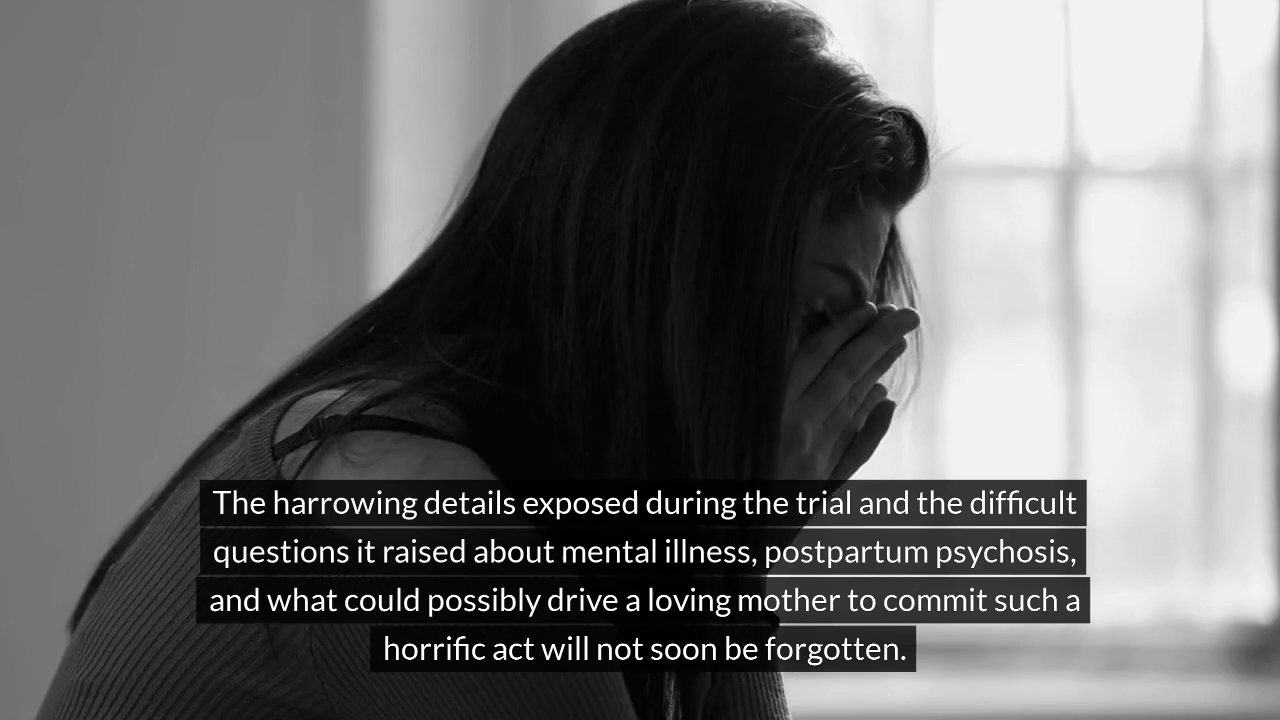 The harrowing details exposed during the trial and the difficult
questions it raised about mental illness, postpartum psychosis,
and what could possibly drive a loving mother to commit such a
horrific act will not soon be forgotten.